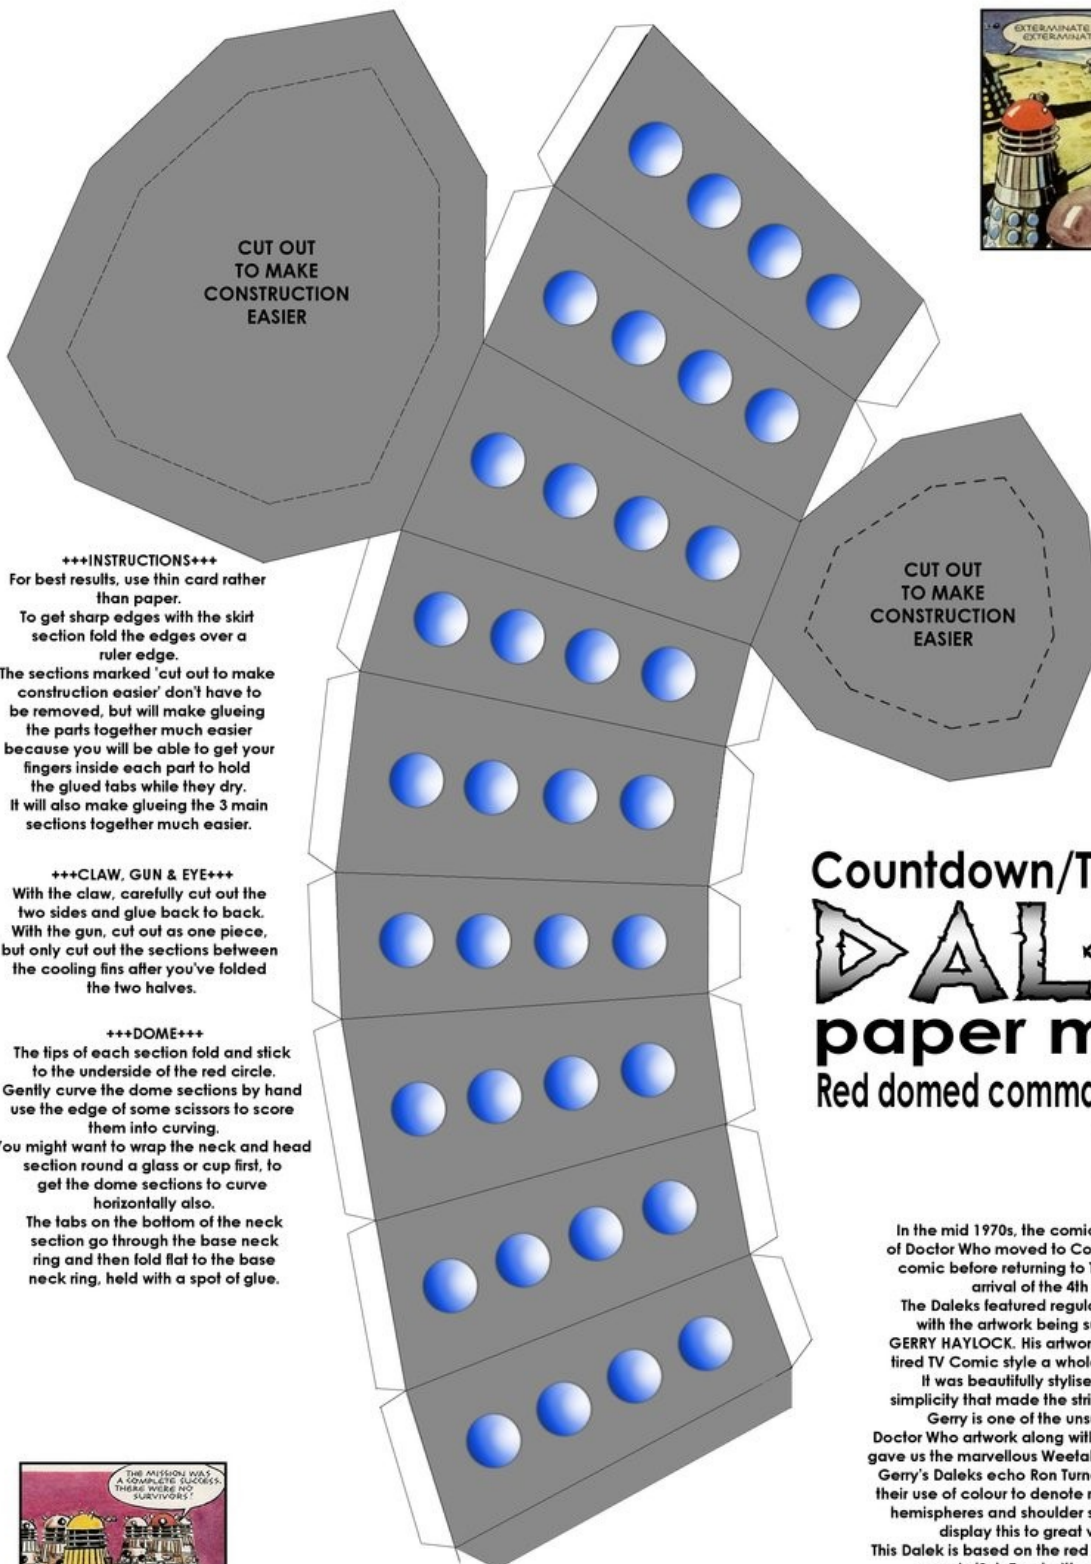 EXTERMINATE
EXTERMINAT
CUT OUT
TO MAKE
CONSTRUCTION
EASIER
CUT OUT
TO MAKE
CONSTRUCTION
EASIER
+++INSTRUCTIONS+++
For best results, use thin card rather
than paper.
To get sharp edges with the skirt
section fold the edges over a
ruler edge.
The sections marked 'cut out to make
construction easier' don't have to
be removed, but will make glueing
the parts together much easier
because you will be able to get your
fingers inside each part to hold
the glued tabs while they dry.
It will also make glueing the 3 main
sections together much easier.
+++CLAW, GUN & EYE+++
With the claw, carefully cut out the
two sides and glue back to back.
With the gun, cut out as one piece,
but only cut out the sections between
the cooling fins after you've folded
the two halves.
+++DOME+++
The tips of each section fold and stick
to the underside of the red circle.
Gently curve the dome sections by hand
use the edge of some scissors to score
them into curving.
You might want to wrap the neck and head
section round a glass or cup first, to
get the dome sections to curve
horizontally also.
The tabs on the bottom of the neck
section go through the base neck
ring and then fold flat to the base
neck ring, held with a spot of glue.
THE MISSION WAS
A COMPLETE SUCCESS.
THERE WERE NO
SURVIVORS!
Countdown/T
DAL
paper m
Red domed comma
In the mid 1970s, the comic
of Doctor Who moved to Co
comic before returning to T
arrival of the 4th
The Daleks featured regula
with the artwork being s
GERRY HAYLOCK. His artwor
tired TV Comic style a whol
It was beautifully stylise
simplicity that made the stri
Gerry is one of the uns
Doctor Who artwork along with
gave us the marvellous Weetal
Gerry's Daleks echo Ron Turn
their use of colour to denote r
hemispheres and shoulder s
display this to great v
This Dalek is based on the red